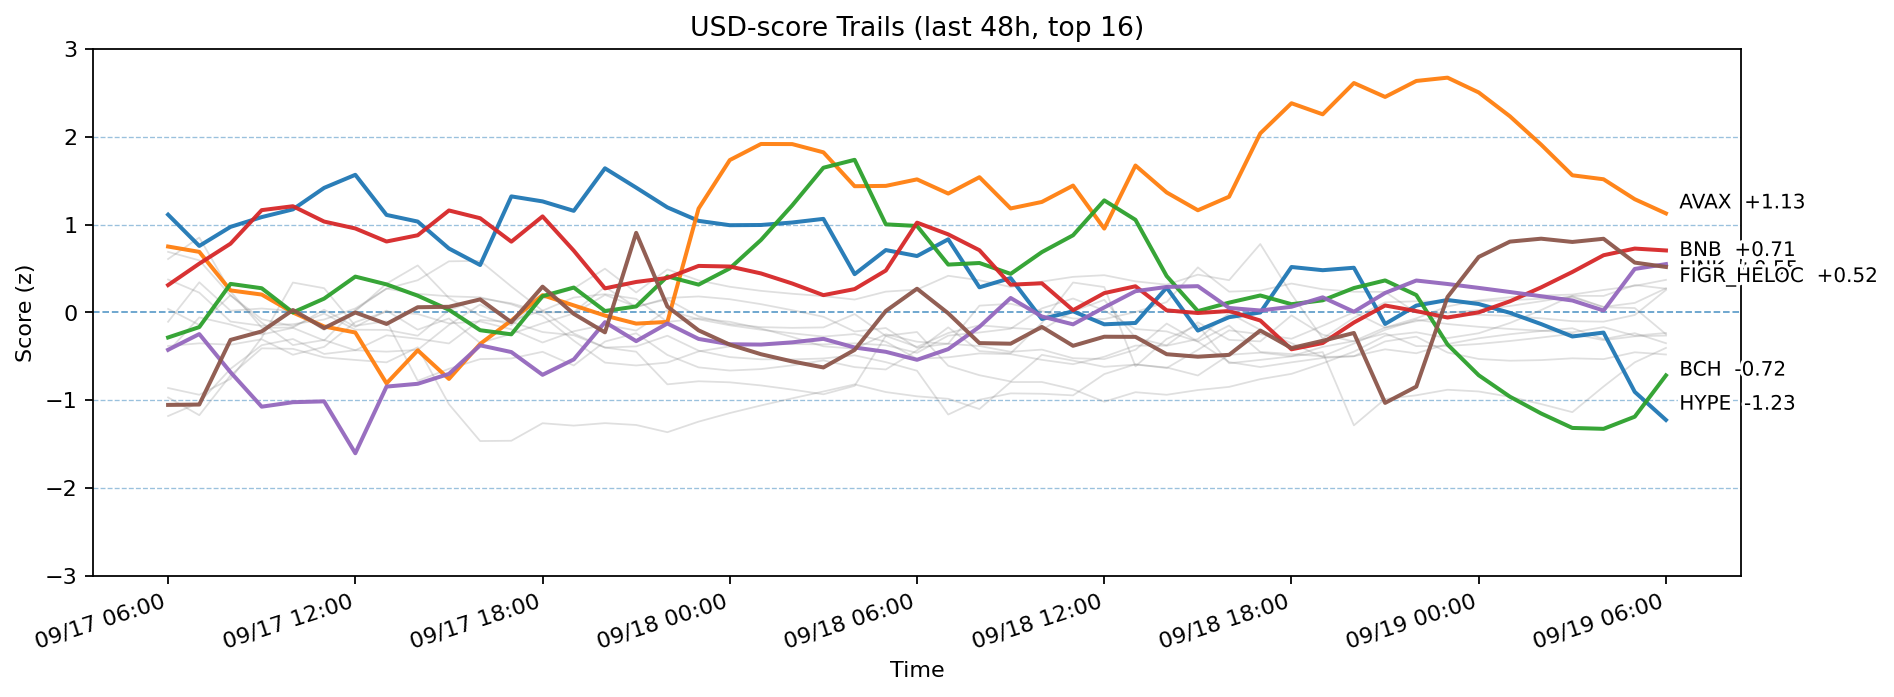 USD-score Trails (last 48h, top 16)
Score (z)
3
2
1
0
−1
−2
−3
AVAX +1.13
BNB +0.71
FIGR_HELOC +0.52
BCH -0.72
HYPE -1.23
09/17 06:00
09/17 12:00
09/17 18:00
09/18 00:00
09/18 06:00
09/18 12:00
09/18 18:00
09/19 00:00
09/19 06:00
Time